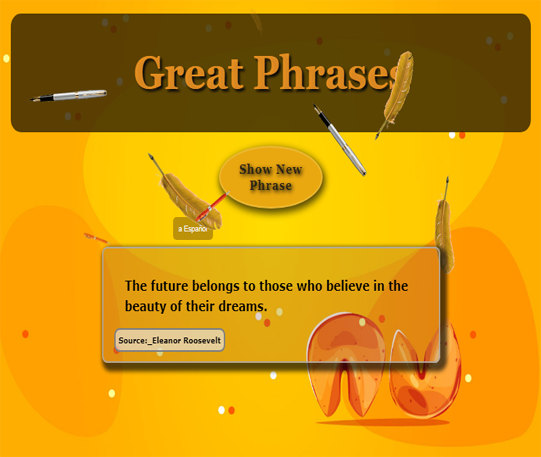 Great Phrases
Show New
Phrase
a Español
The future belongs to those who believe in the
beauty of their dreams.
Source:_Eleanor Roosevelt